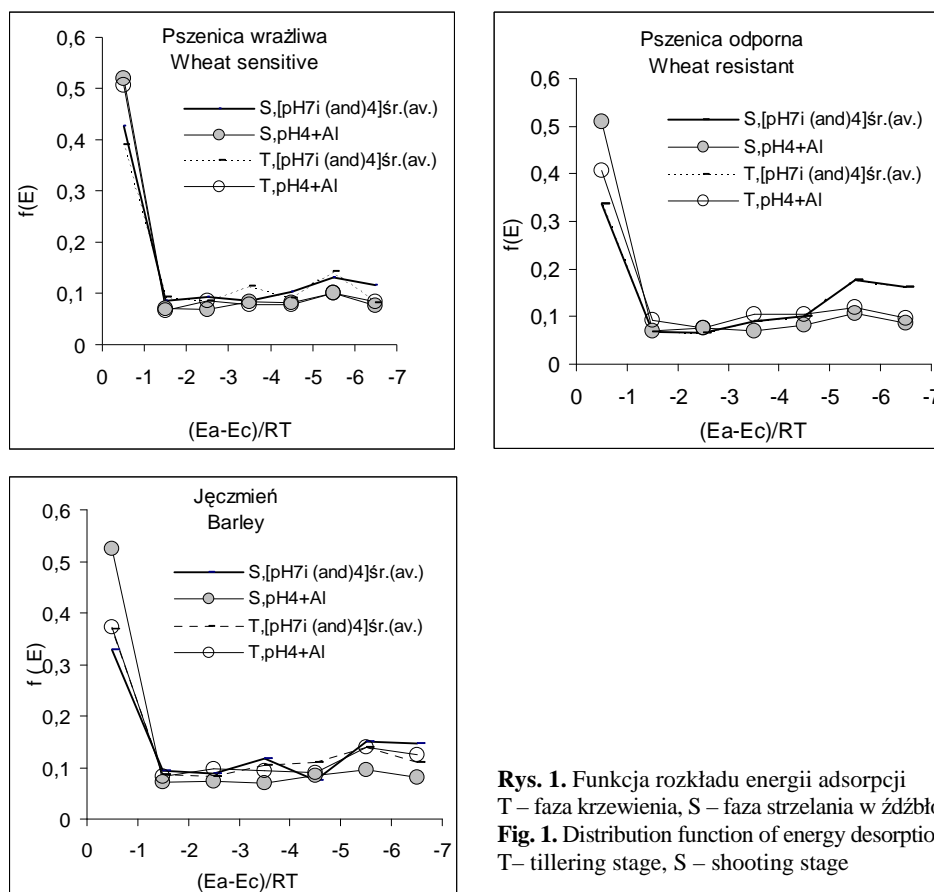 Pszenica wrażliwa
Wheat sensitive
S,[pH7i (and)4]śr.(av.)
S,pH4+Al
T,[pH7i (and)4]śr.(av.)
T,pH4+Al
f(E)
0,6
0,5
0,4
0,3
0,2
0,1
0
0 -1 -2 -3 -4 -5 -6 -7
(Ea-Ec)/RT
Pszenica odporna
Wheat resistant
S,[pH7i (and)4]śr.(av.)
S,pH4+Al
T,[pH7i (and)4]śr.(av.)
T,pH4+Al
f(E)
0,6
0,5
0,4
0,3
0,2
0,1
0
0 -1 -2 -3 -4 -5 -6 -7
(Ea-Ec)/RT
Jęczmień
Barley
S,[pH7i (and)4]śr.(av.)
S,pH4+Al
T,[pH7i (and)4]śr.(av.)
T,pH4+Al
f (E)
0,6
0,5
0,4
0,3
0,2
0,1
0
0 -1 -2 -3 -4 -5 -6 -7
(Ea-Ec)/RT
Rys. 1. Funkcja rozkładu energii adsorpcji
T – faza krzewienia, S – faza strzelania w źdźbło
Fig. 1. Distribution function of energy desorptio
T– tillering stage, S – shooting stage